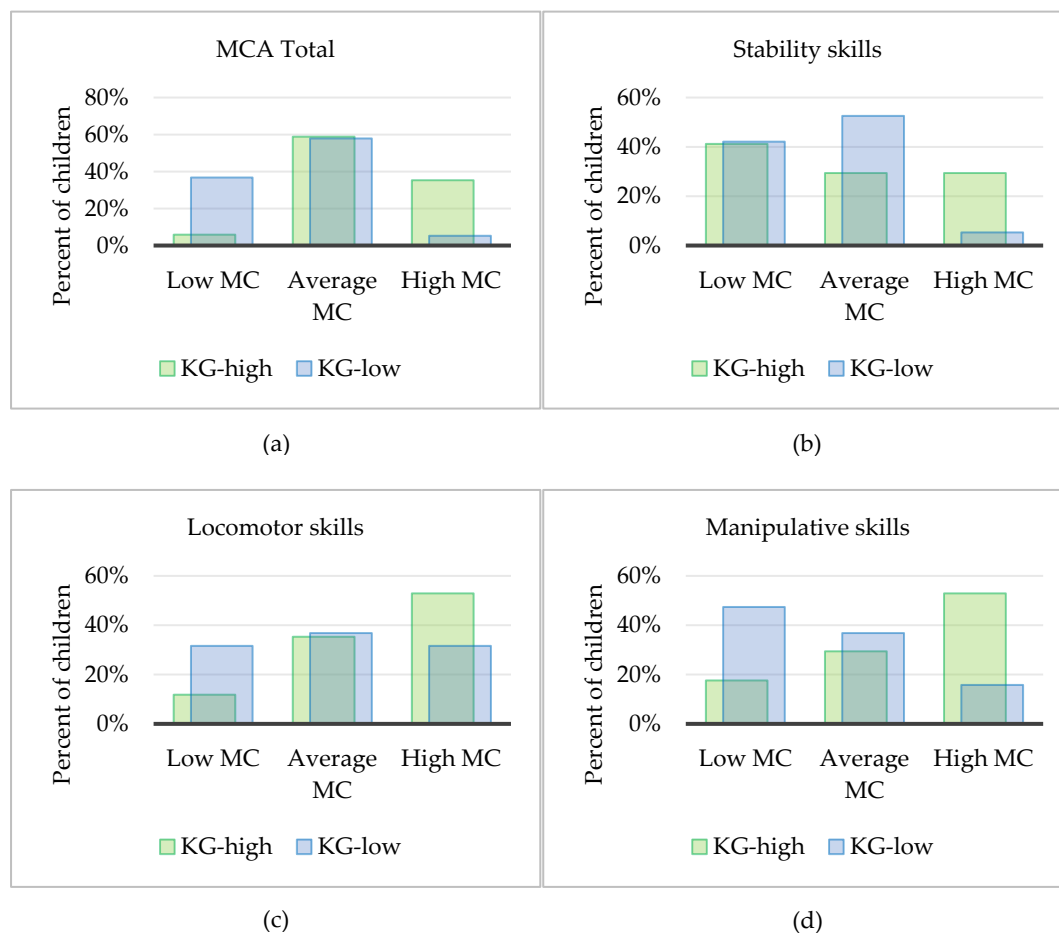 MCA Total
Percent of children
80%
60%
40%
20%
0%
Low MC
Average MC
High MC
KG-high
KG-low
(a)
Stability skills
Percent of children
60%
40%
20%
0%
Low MC
Average MC
High MC
KG-high
KG-low
(b)
Locomotor skills
Percent of children
60%
40%
20%
0%
Low MC
Average MC
High MC
KG-high
KG-low
(c)
Manipulative skills
Percent of children
60%
40%
20%
0%
Low MC
Average MC
High MC
KG-high
KG-low
(d)